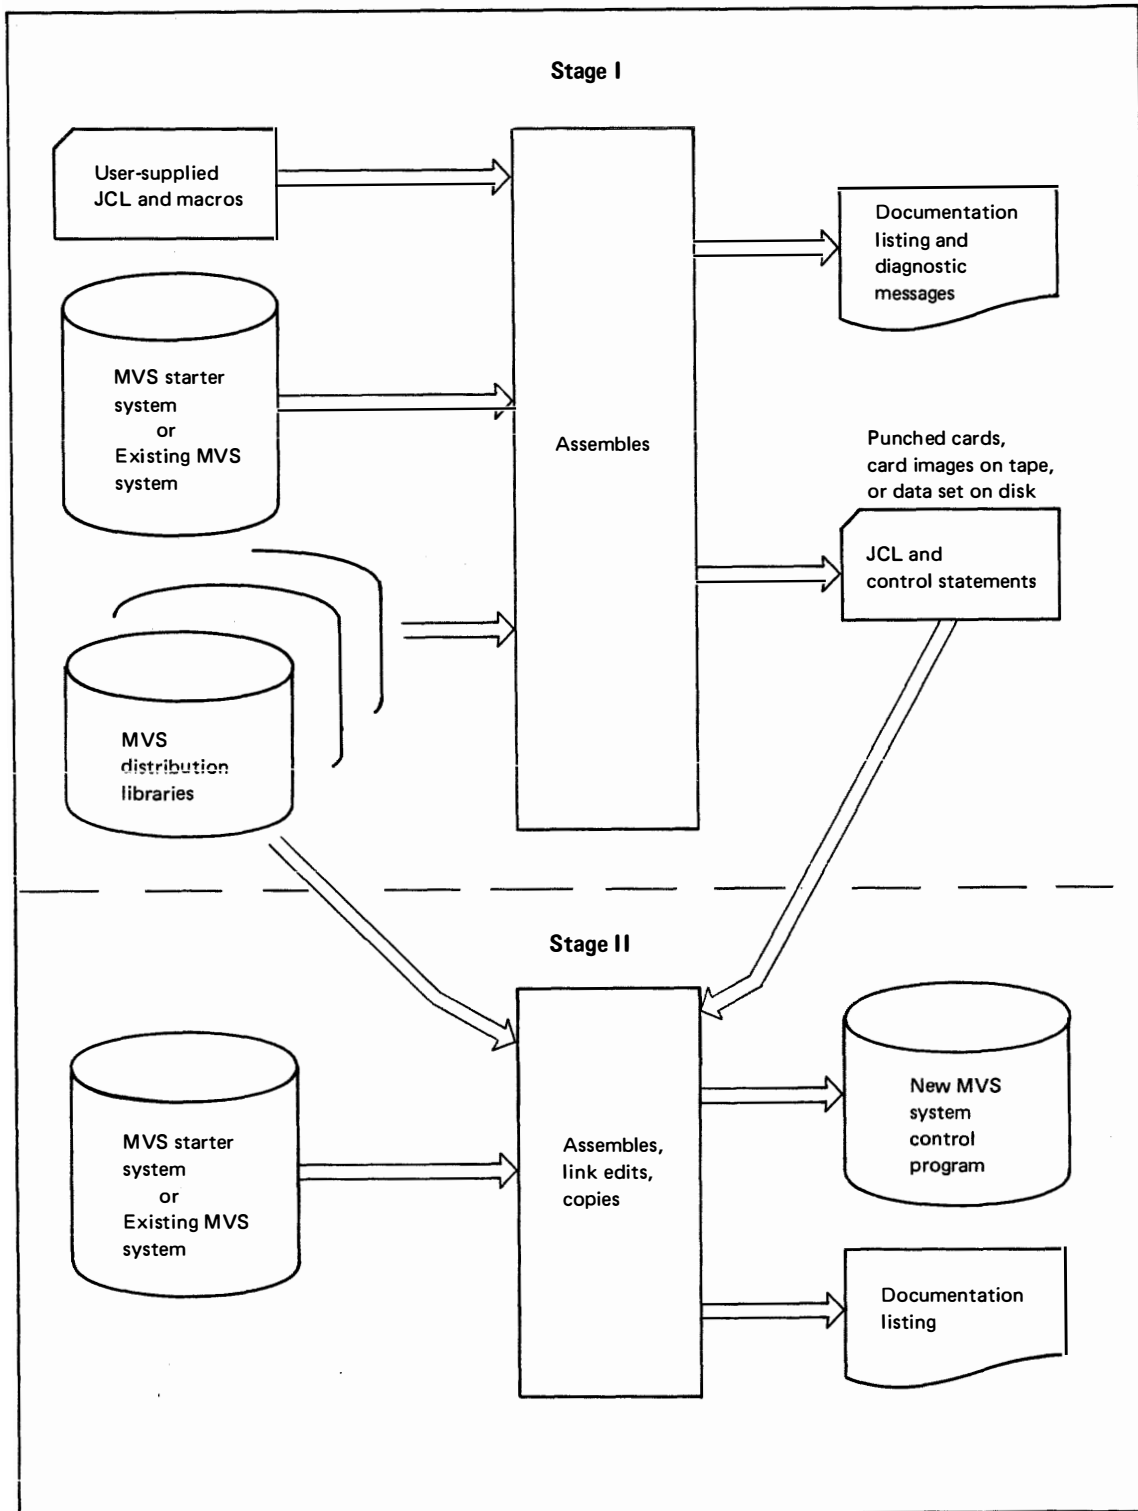 Stage I
User-supplied
JCL and macros
Documentation
listing and
diagnostic
messages
MVS starter
system
or
Existing MVS
system
Assembles
Punched cards,
card images on tape,
or data set on disk
JCL and
control statements
MVS
distribution
libraries
Stage II
MVS starter
system
or
Existing MVS
system
Assembles,
link edits,
copies
New MVS
system
control
program
Documentation
listing